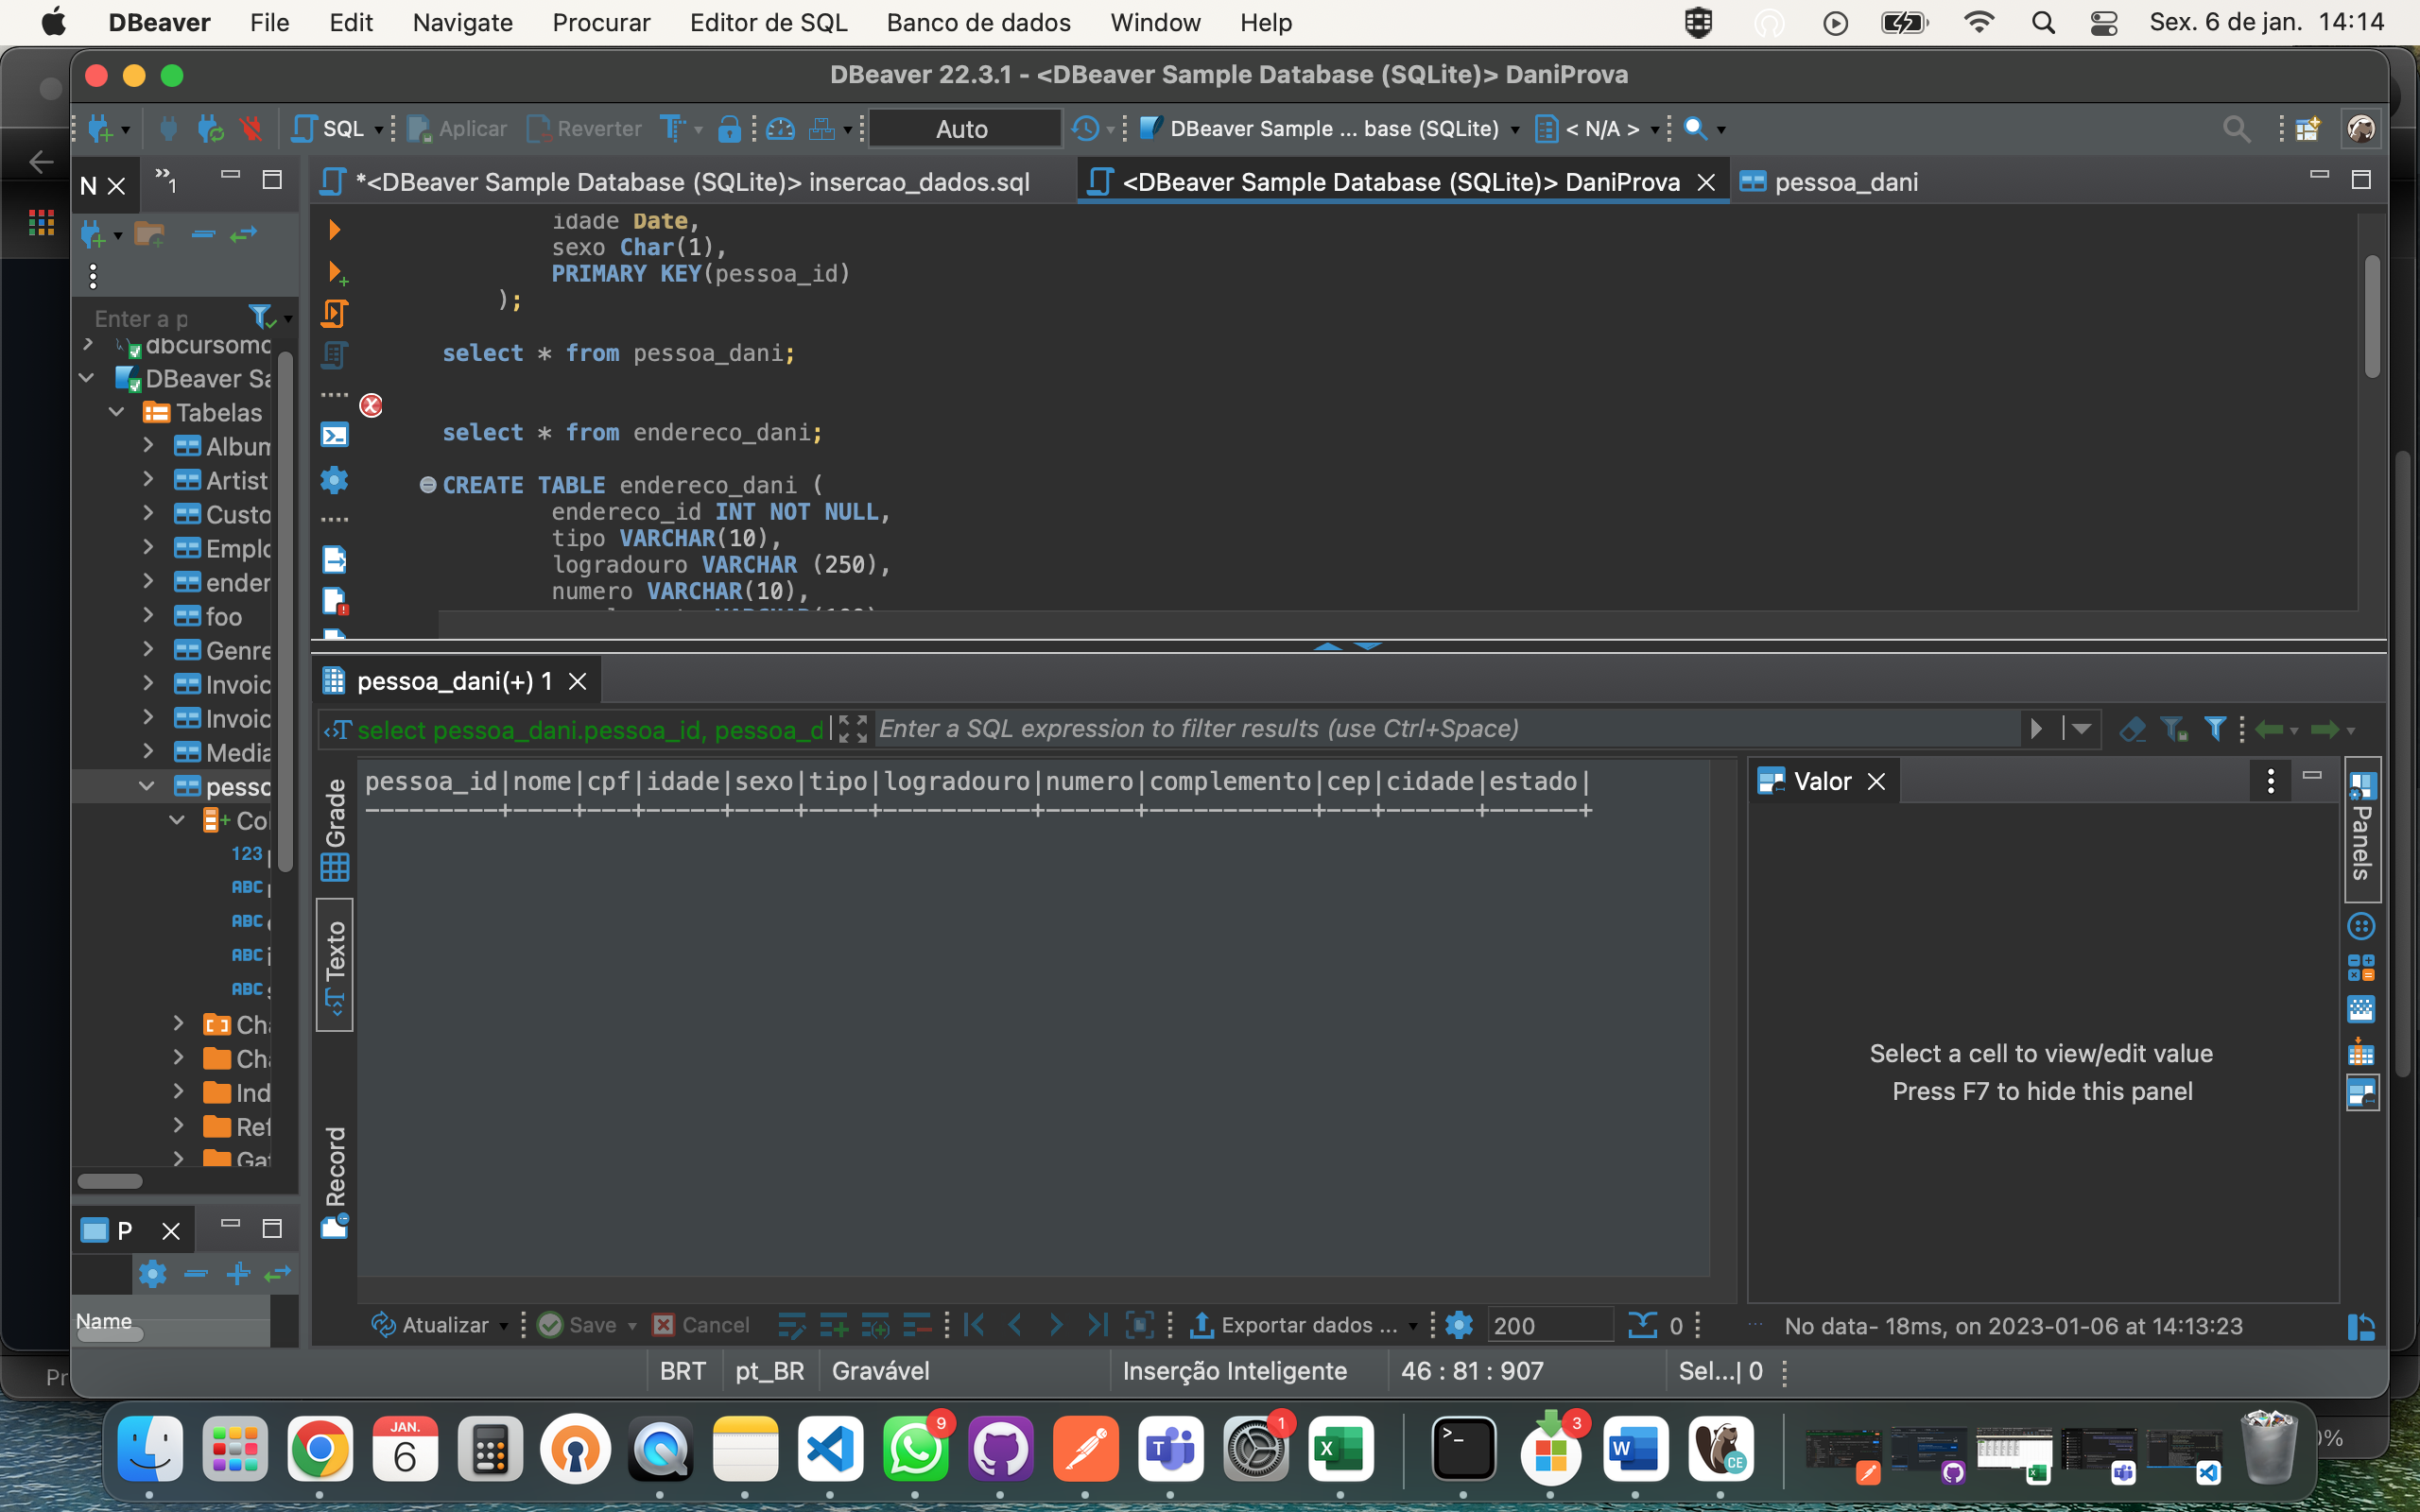 DBeaver File Edit Navigate Procurar Editor de SQL Banco de dados Window Help Sex. 6 de jan. 14:14
DBeaver 22.3.1 - <DBeaver Sample Database (SQLite)> DaniProva
SQL Aplicar Reverter Auto DBeaver Sample ... base (SQLite) < N/A >
N »1
*<DBeaver Sample Database (SQLite)> insercao_dados.sql <DBeaver Sample Database (SQLite)> DaniProva pessoa_dani
Enter a p
dbcursomc
DBeaver Sa
Tabelas
Album
Artist
Custo
Emplo
ender
foo
Genre
Invoic
Invoic
Media
pesso
Col
123
ABC
ABC
ABC
ABC
Cha
Cha
Ind
Ref
idade Date,
sexo Char(1),
PRIMARY KEY(pessoa_id)
);
select * from pessoa_dani;
select * from endereco_dani;
CREATE TABLE endereco_dani (
endereco_id INT NOT NULL,
tipo VARCHAR(10),
logradouro VARCHAR (250),
numero VARCHAR(10),
pessoa_dani(+) 1
select pessoa_dani.pessoa_id, pessoa_d Enter a SQL expression to filter results (use Ctrl+Space)
Grade
Texto
Record
pessoa_id|nome|cpf|idade|sexo|tipo|logradouro|numero|complemento|cep|cidade|estado|
---------+----+---+-----+----+----+----------+------+-----------+---+------+------+
Valor
Select a cell to view/edit value
Press F7 to hide this panel
Panels
P
Name
Atualizar Save Cancel Exportar dados ... 200 0 No data- 18ms, on 2023-01-06 at 14:13:23
BRT pt_BR Gravável Inserção Inteligente 46 : 81 : 907 Sel...| 0
Pr
JAN.
6
9
1
3
CE